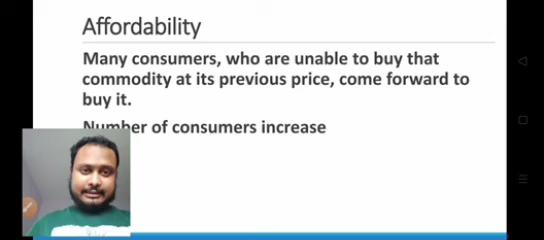 Affordability
Many consumers, who are unable to buy that
commodity at its previous price, come forward to
buy it.
Number of consumers increase